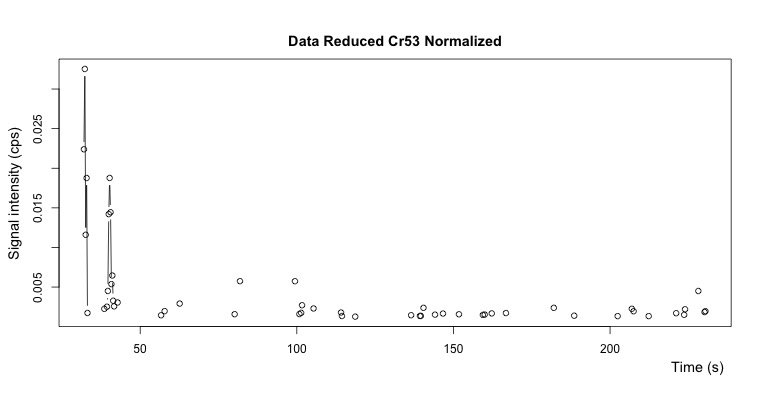 Data Reduced Cr53 Normalized
Signal intensity (cps)
0.025
0.015
0.005
50 100 150 200
Time (s)